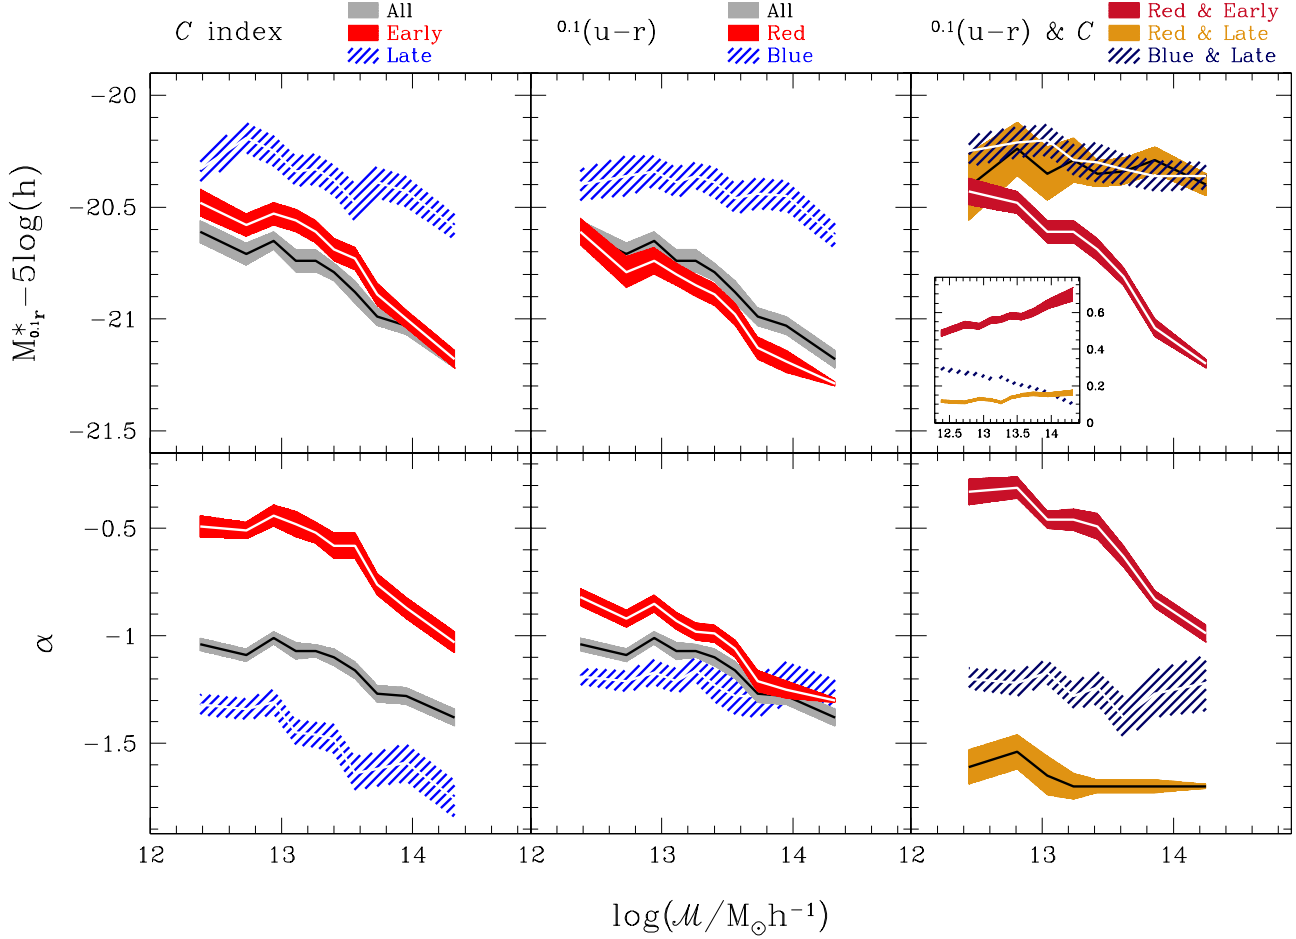 C index
All
Early
Late
0.1(u−r)
All
Red
Blue
0.1(u−r) & C
Red & Early
Red & Late
Blue & Late
M*0.1r−5log(h)
−20
−20.5
−21
−21.5
0.6
0.4
0.2
0
12.5 13 13.5 14
α
−0.5
−1
−1.5
12 13 14 12 13 14 12 13 14
log(ℳ/M⊙h−1)